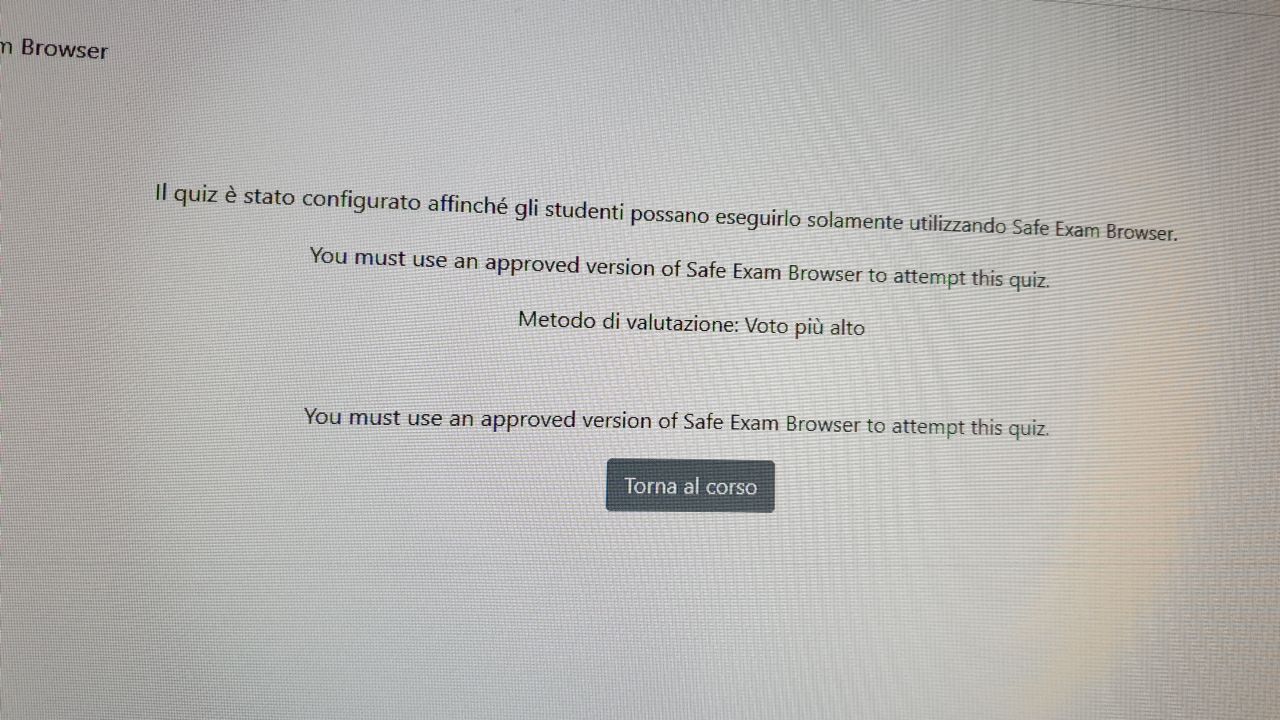 m Browser
Il quiz è stato configurato affinché gli studenti possano eseguirlo solamente utilizzando Safe Exam Browser.
You must use an approved version of Safe Exam Browser to attempt this quiz.
Metodo di valutazione: Voto più alto
You must use an approved version of Safe Exam Browser to attempt this quiz.
Torna al corso